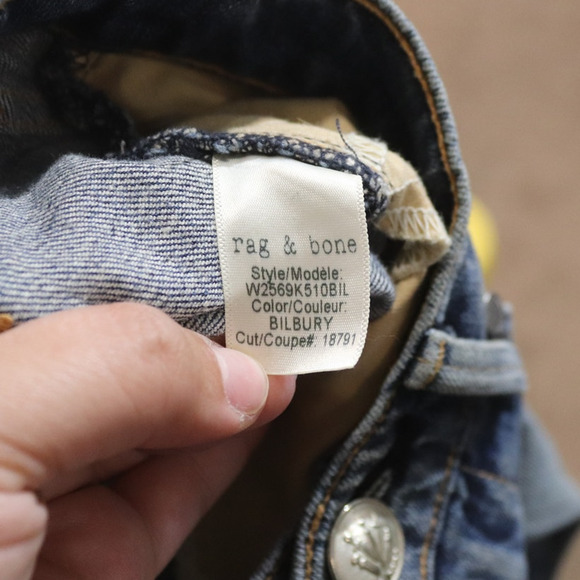 rag & bone
Style/Modèle:
W2569K510BIL
Color/Couleur:
BILBURY
Cut/Coupe#: 18791